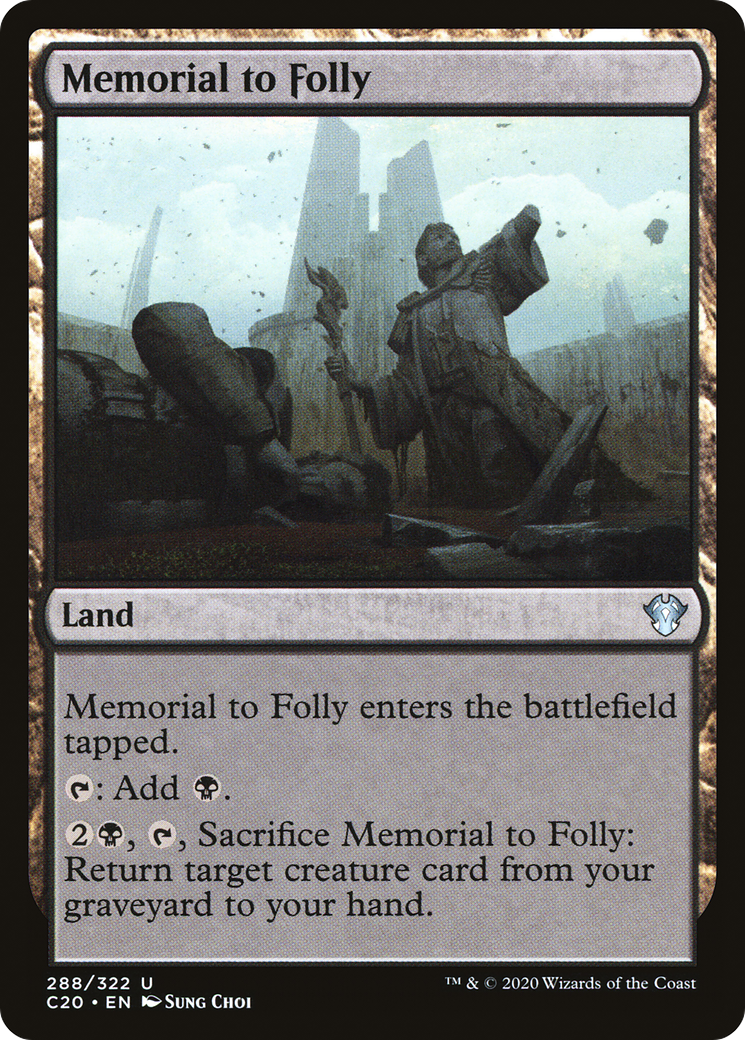 Memorial to Folly
Land
Memorial to Folly enters the battlefield
tapped.
: Add .
2, , Sacrifice Memorial to Folly:
Return target creature card from your
graveyard to your hand.
288/322 U
C20 • EN Sung Choi
™ & © 2020 Wizards of the Coast